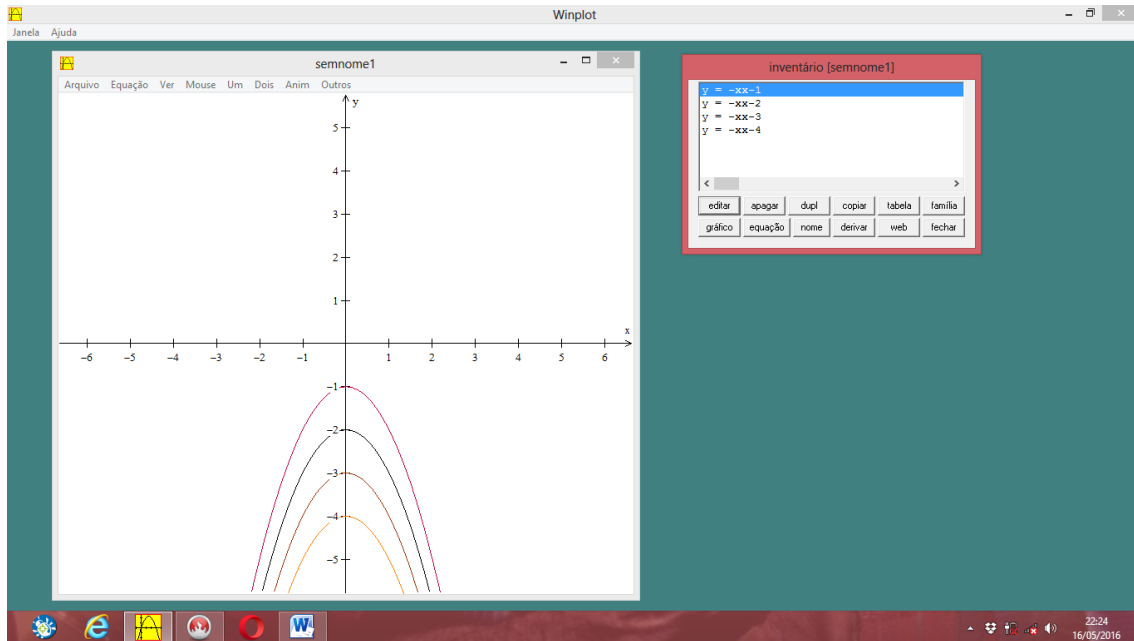 Winplot
Janela Ajuda
semnome1
Arquivo Equação Ver Mouse Um Dois Anim Outros
y
5
4
3
2
1
x
−6 −5 −4 −3 −2 −1 1 2 3 4 5 6
−1
−2
−3
−4
−5
inventário [semnome1]
y = -xx-1
y = -xx-2
y = -xx-3
y = -xx-4
editar apagar dupl copiar tabela família
gráfico equação nome derivar web fechar
W
22:24
16/05/2016